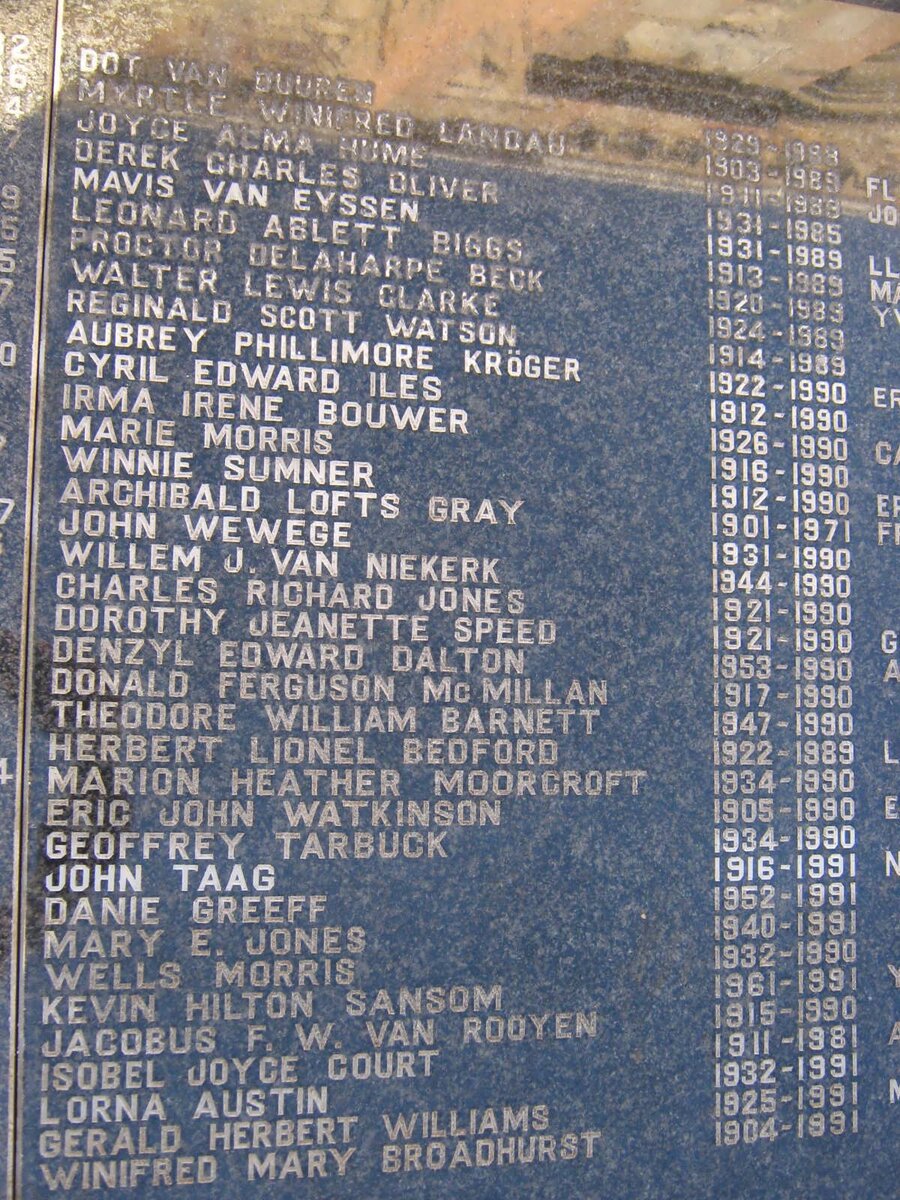 DOT VAN DUUREN 1929-1989
MYRTLE WINIFRED LANDAU 1903-1989
JOYCE ALMA HUME 1911-1989
DEREK CHARLES OLIVER 1931-1985
MAVIS VAN EYSSEN 1931-1989
LEONARD ABLETT BIGGS 1913-1989
PROCTOR DELAHARPE BECK 1920-1989
WALTER LEWIS CLARKE 1924-1989
REGINALD SCOTT WATSON 1914-1989
AUBREY PHILLIMORE KRÖGER 1922-1990
CYRIL EDWARD ILES 1912-1990
IRMA IRENE BOUWER 1926-1990
MARIE MORRIS 1916-1990
WINNIE SUMNER 1912-1990
ARCHIBALD LOFTS GRAY 1901-1971
JOHN WEWEGE 1931-1990
WILLEM J. VAN NIEKERK 1944-1990
CHARLES RICHARD JONES 1921-1990
DOROTHY JEANETTE SPEED 1921-1990
DENZYL EDWARD DALTON 1953-1990
DONALD FERGUSON McMILLAN 1917-1990
THEODORE WILLIAM BARNETT 1947-1990
HERBERT LIONEL BEDFORD 1922-1989
MARION HEATHER MOORCROFT 1934-1990
ERIC JOHN WATKINSON 1905-1990
GEOFFREY TARBUCK 1934-1990
JOHN TAAG 1916-1991
DANIE GREEFF 1952-1991
MARY E. JONES 1940-1991
WELLS MORRIS 1932-1990
KEVIN HILTON SANSOM 1961-1991
JACOBUS F. W. VAN ROOYEN 1915-1990
ISOBEL JOYCE COURT 1911-1981
LORNA AUSTIN 1932-1991
GERALD HERBERT WILLIAMS 1925-1991
WINIFRED MARY BROADHURST 1904-1991